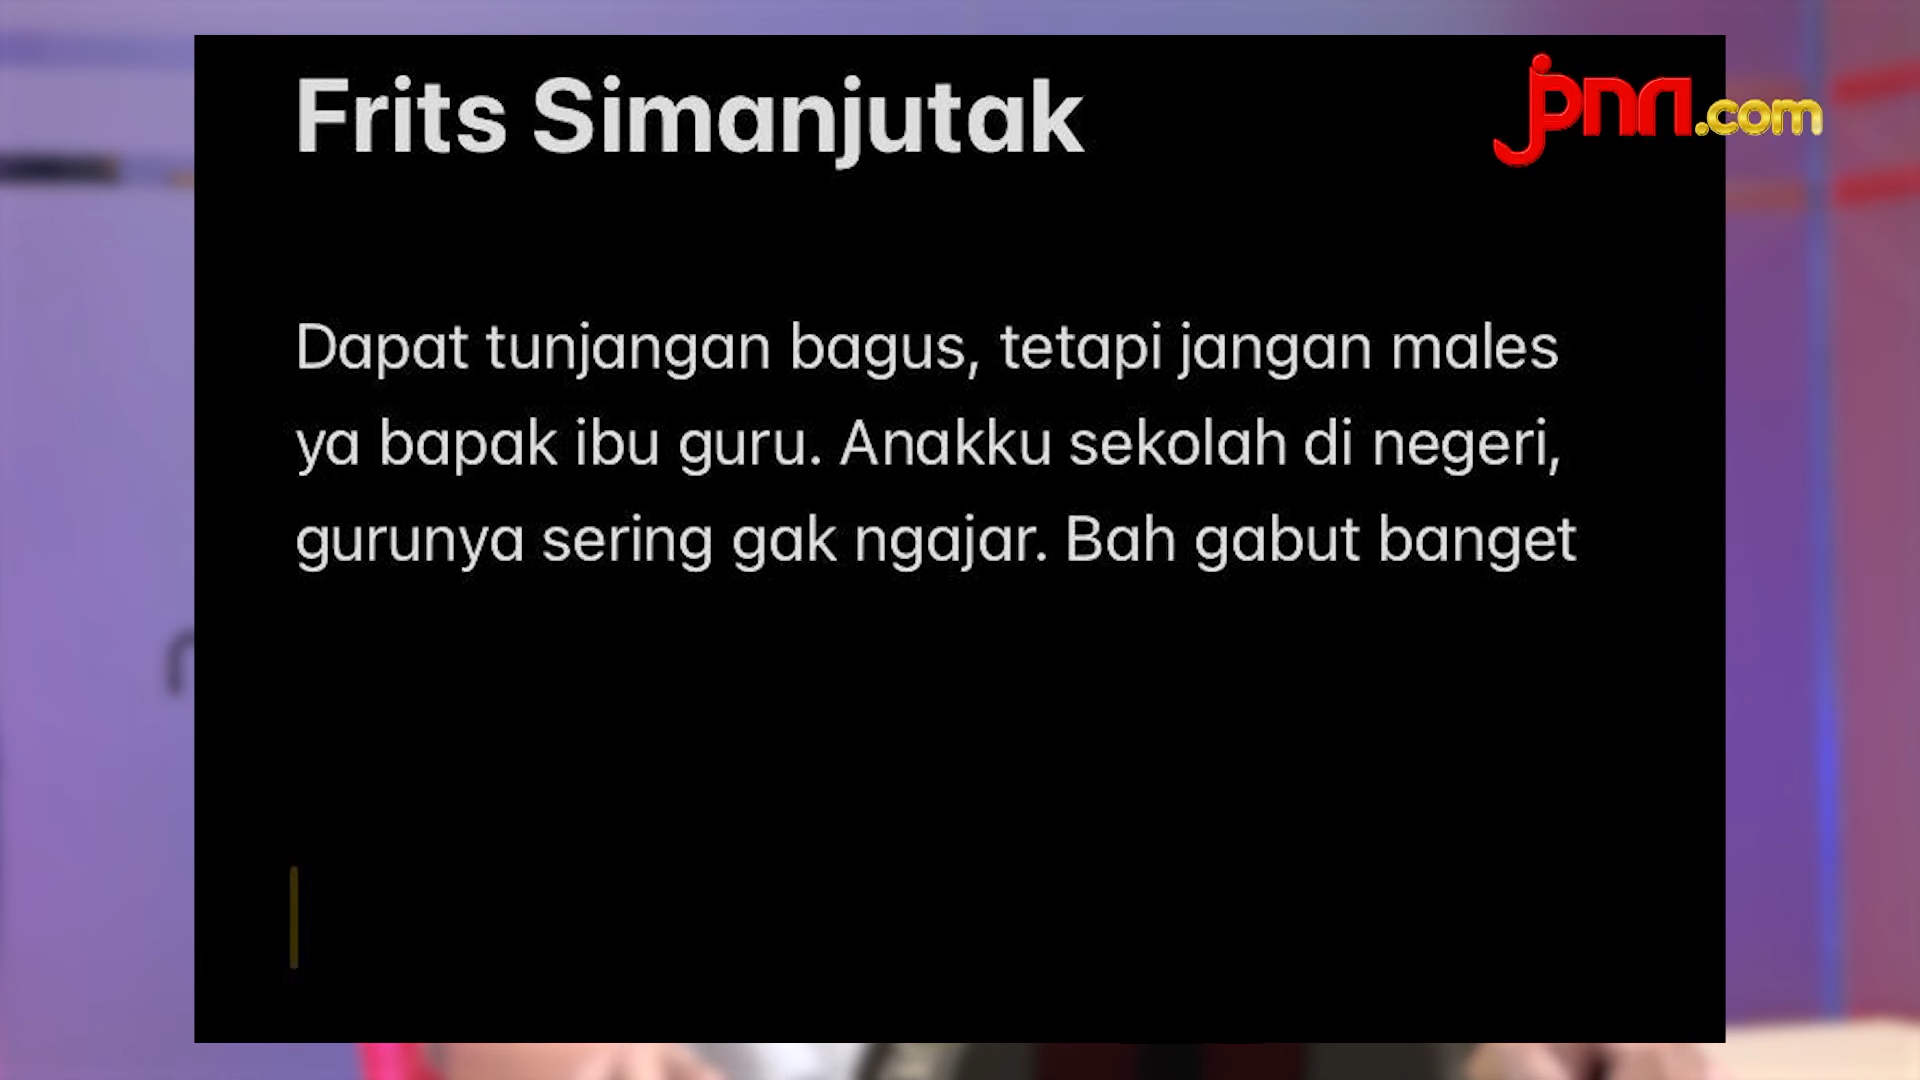 Frits Simanjutak
jpnn.com
Dapat tunjangan bagus, tetapi jangan males
ya bapak ibu guru. Anakku sekolah di negeri,
gurunya sering gak ngajar. Bah gabut banget